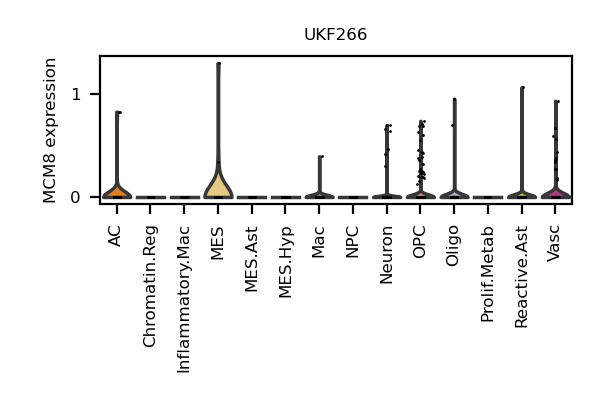 UKF266
MCM8 expression
1
0
AC
Chromatin.Reg
Inflammatory.Mac
MES
MES.Ast
MES.Hyp
Mac
NPC
Neuron
OPC
Oligo
Prolif.Metab
Reactive.Ast
Vasc